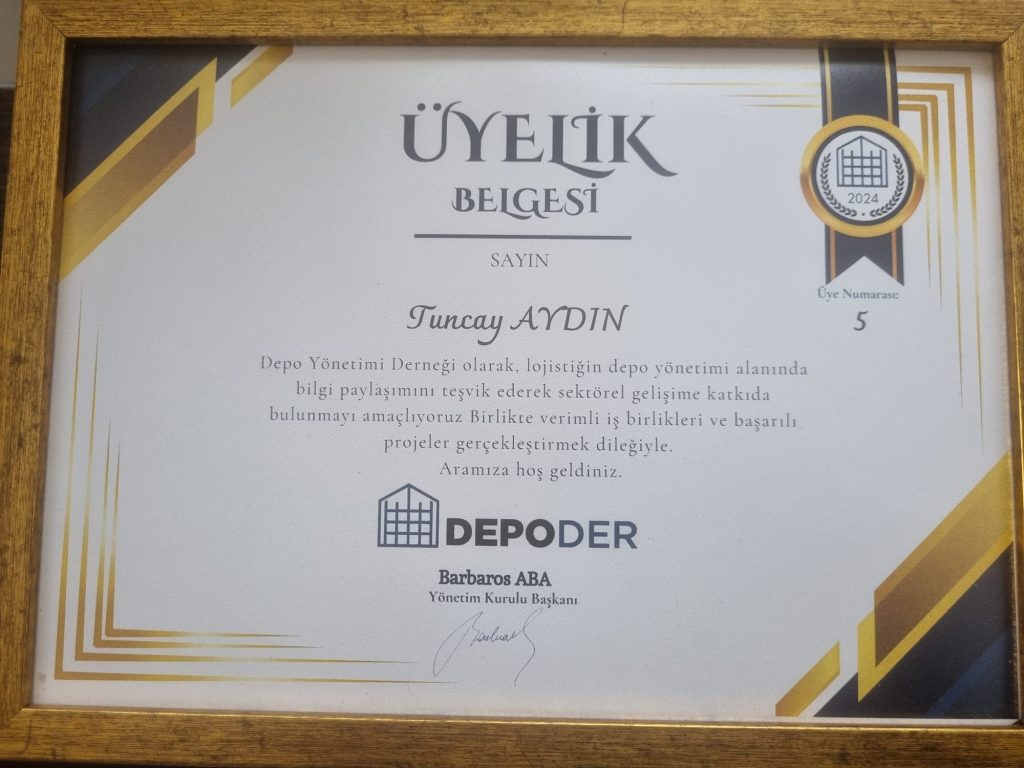 ÜYELİK
BELGESİ
SAYIN
2024
Üye Numarası:
5
Tuncay AYDIN
Depo Yönetimi Derneği olarak, lojistiğin depo yönetimi alanında
bilgi paylaşımını teşvik ederek sektörel gelişime katkıda
bulunmayı amaçlıyoruz Birlikte verimli iş birlikleri ve başarılı
projeler gerçekleştirmek dileğiyle.
Aramıza hoş geldiniz.
DEPODER
Barbaros ABA
Yönetim Kurulu Başkanı